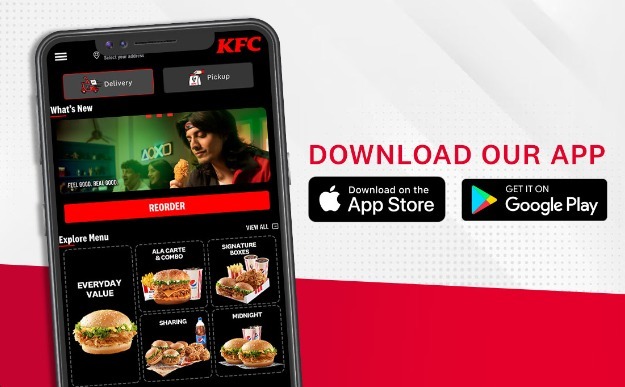 KFC
Select your address
Delivery
Pickup
What's New
FEEL GOOD. REAL GOOD
REORDER
Explore Menu
VIEW ALL
EVERYDAY
VALUE
ALA CARTE
& COMBO
SIGNATURE
BOXES
SHARING
MIDNIGHT
DOWNLOAD OUR APP
Download on the
App Store
GET IT ON
Google Play